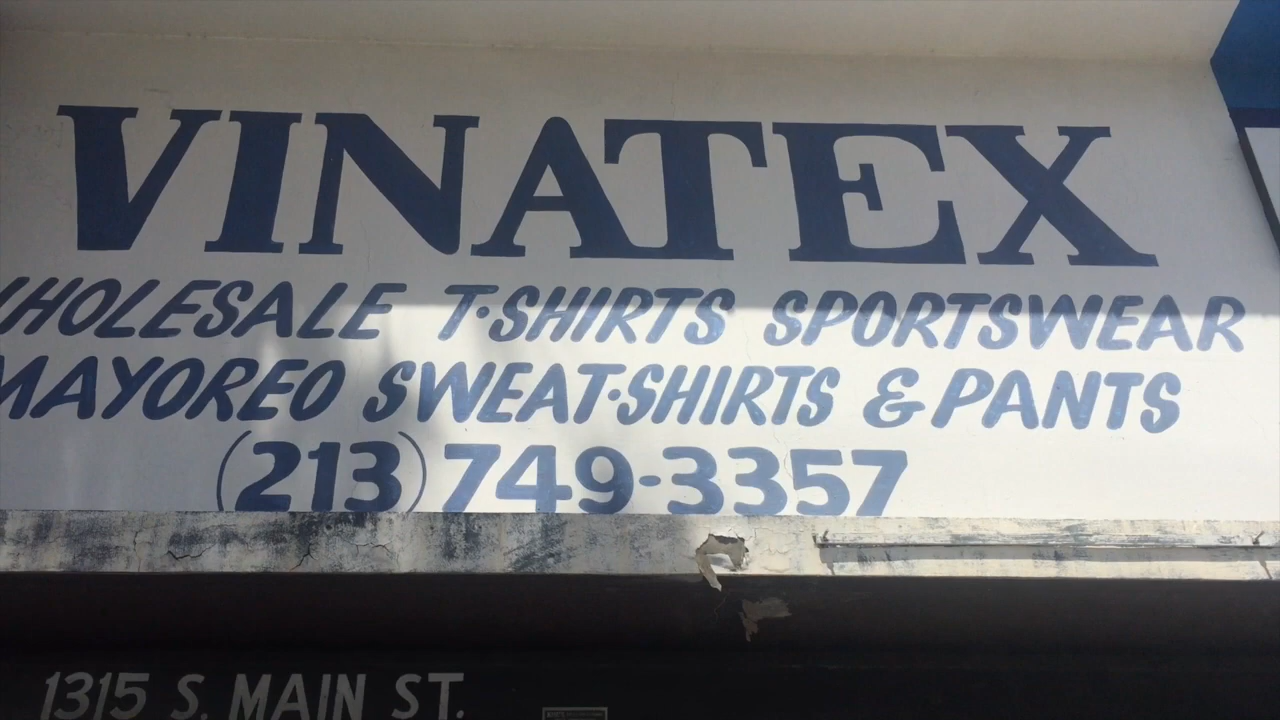 VINATEX
WHOLESALE T-SHIRTS SPORTSWEAR
MAYOREO SWEAT-SHIRTS & PANTS
(213) 749-3357
1315 S. MAIN ST.